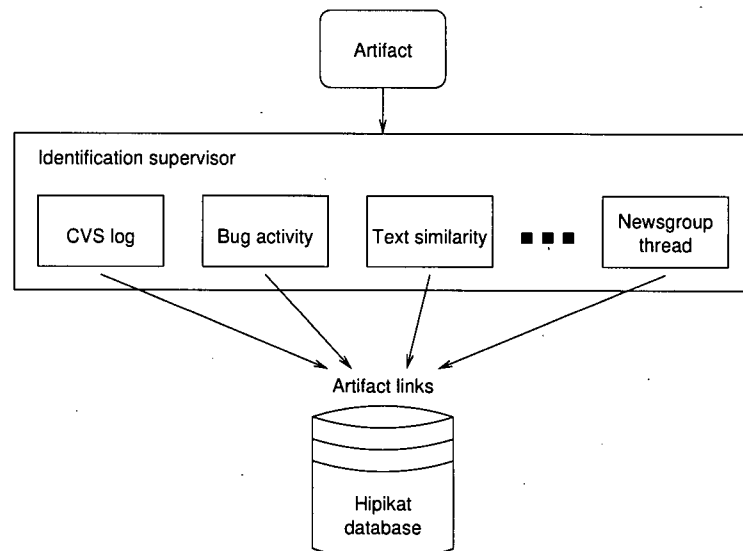 Artifact
Identification supervisor
CVS log
Bug activity
Text similarity
Newsgroup
thread
Artifact links
Hipikat
database